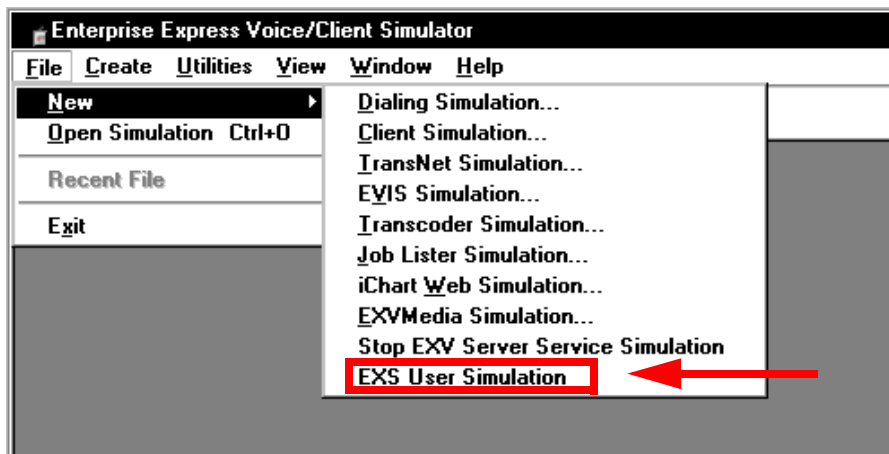 Enterprise Express Voice/Client Simulator
File Create Utilities View Window Help
New
Open Simulation Ctrl+O
Recent File
Exit
Dialing Simulation...
Client Simulation...
TransNet Simulation...
EVIS Simulation...
Transcoder Simulation...
Job Lister Simulation...
iChart Web Simulation...
EXVMedia Simulation...
Stop EXV Server Service Simulation
EXS User Simulation